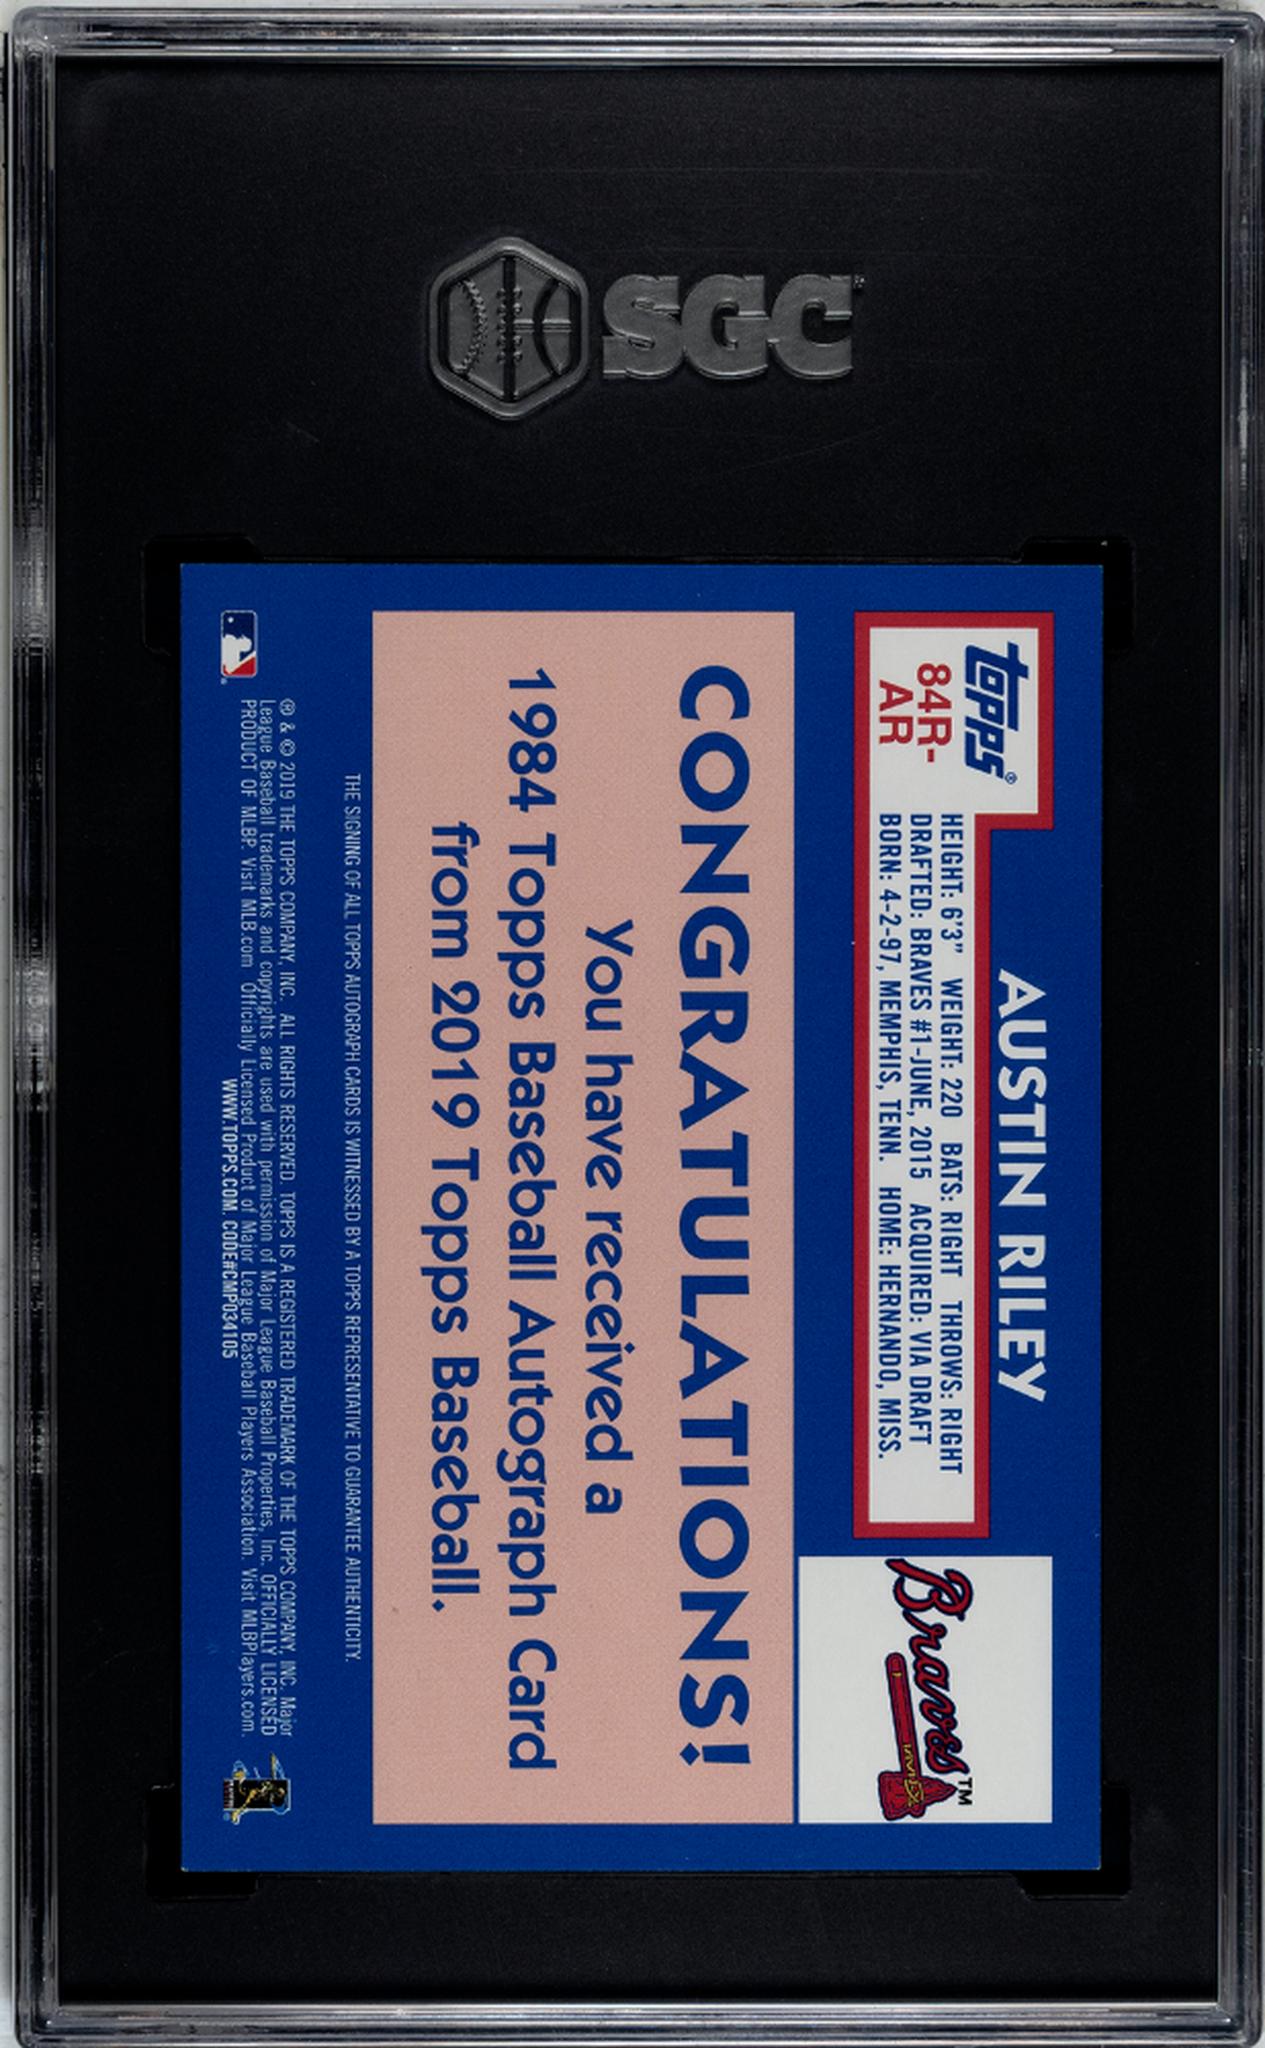 SGC
AUSTIN RILEY
topps®
84R-
AR
HEIGHT: 6'3" WEIGHT: 220 BATS: RIGHT THROWS: RIGHT
DRAFTED: BRAVES #1-JUNE, 2015 ACQUIRED: VIA DRAFT
BORN: 4-2-97, MEMPHIS, TENN. HOME: HERNANDO, MISS.
Braves™
CONGRATULATIONS!
You have received a
1984 Topps Baseball Autograph Card
from 2019 Topps Baseball.
THE SIGNING OF ALL TOPPS AUTOGRAPH CARDS IS WITNESSED BY A TOPPS REPRESENTATIVE TO GUARANTEE AUTHENTICITY.
® & © 2019 THE TOPPS COMPANY, INC. ALL RIGHTS RESERVED. TOPPS IS A REGISTERED TRADEMARK OF THE TOPPS COMPANY, INC. Major
League Baseball trademarks and copyrights are used with permission of Major League Baseball Properties, Inc. OFFICIALLY LICENSED
PRODUCT OF MLBP. Visit MLB.com Officially Licensed Product of Major League Baseball Players Association. Visit MLBPlayers.com.
WWW.TOPPS.COM. CODE#CMP034105